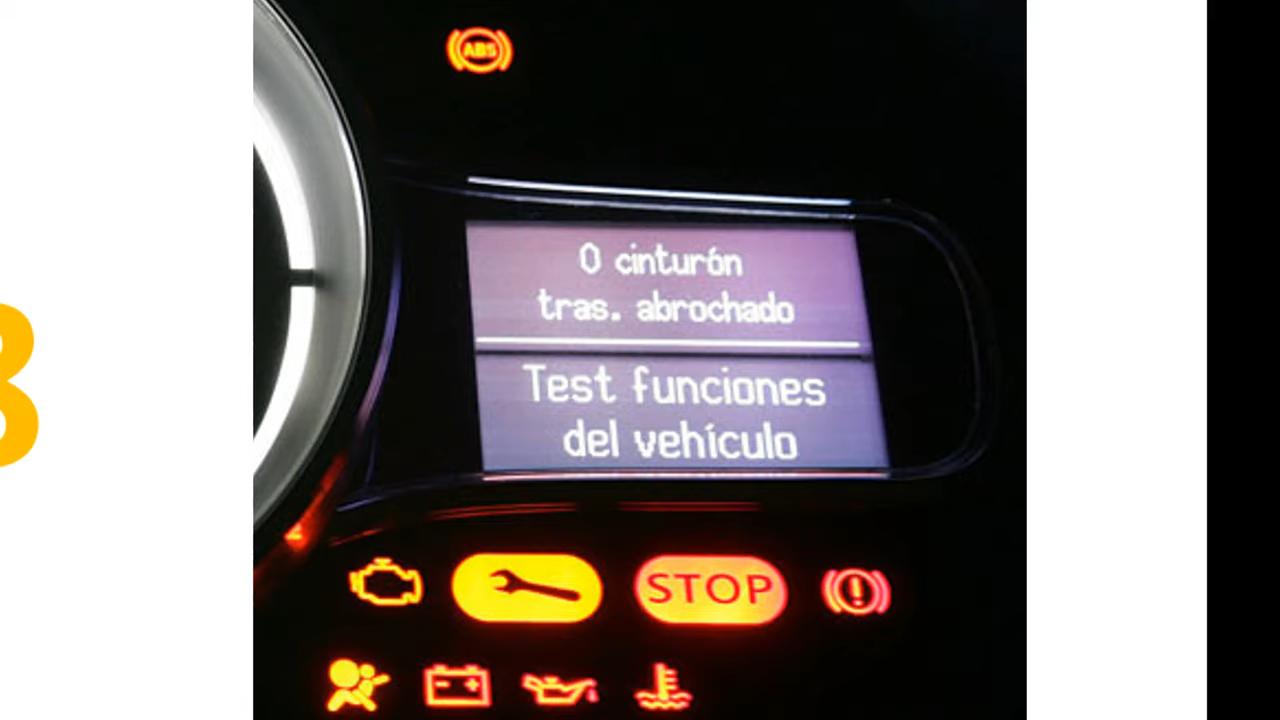 ABS
0 cinturón
tras. abrochado
Test funciones
del vehículo
STOP